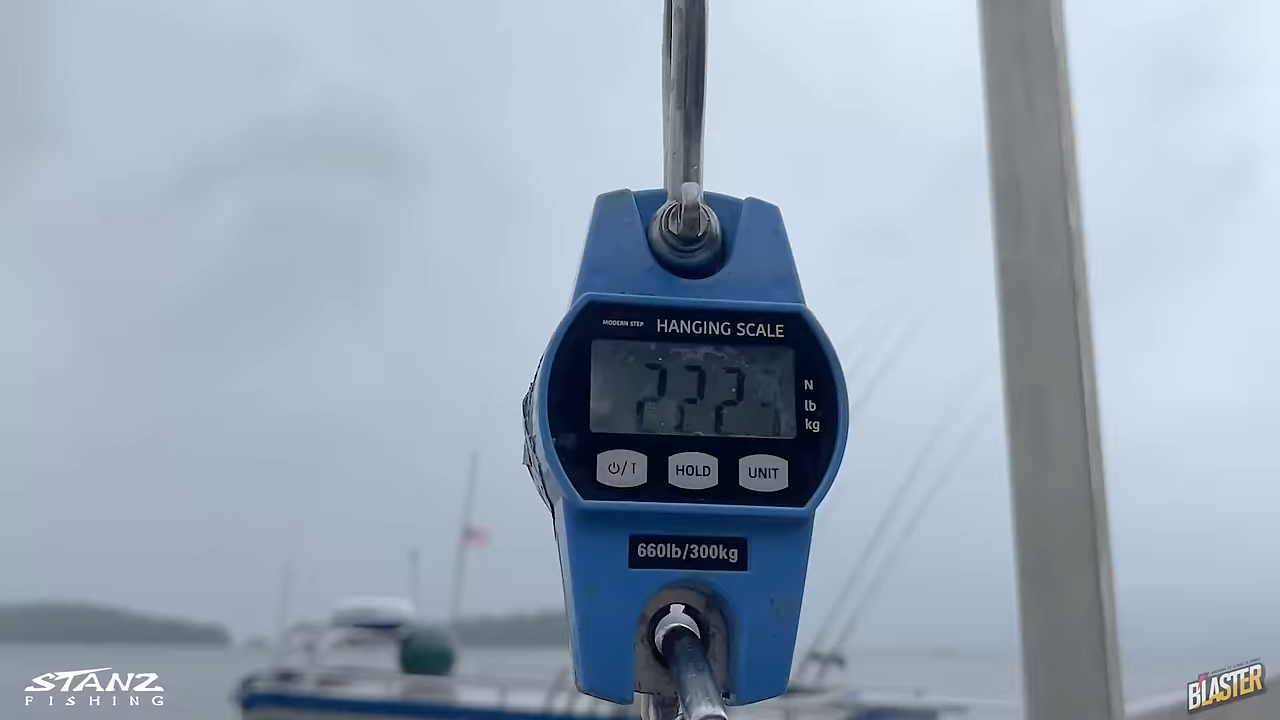 MODERN STEP HANGING SCALE
222
N
lb
kg
⏻/T HOLD UNIT
660lb/300kg
STANZ
FISHING
BLASTER